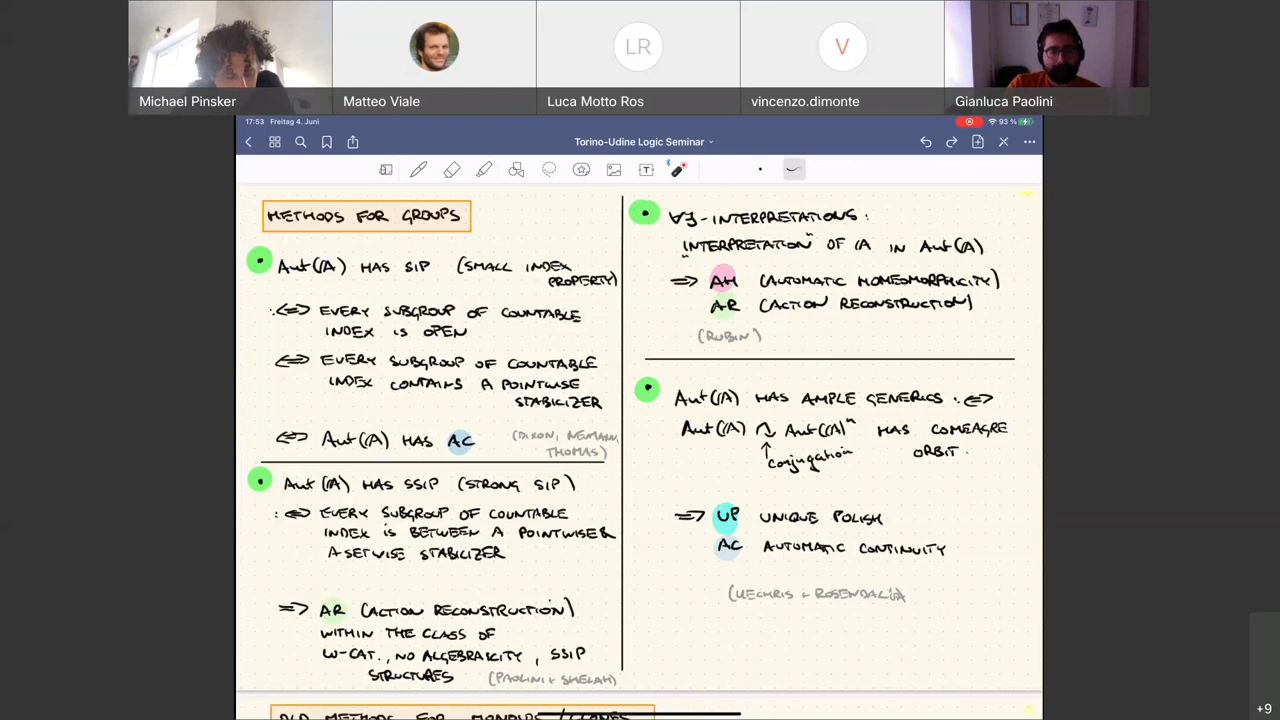 LR
V
Michael Pinsker
Matteo Viale
Luca Motto Ros
vincenzo.dimonte
Gianluca Paolini
17:53 Freitag 4. Juni
93 %
Torino-Udine Logic Seminar
METHODS FOR GROUPS
Aut(A) HAS SIP (SMALL INDEX
PROPERTY)
:⇔ EVERY SUBGROUP OF COUNTABLE
INDEX IS OPEN
⇔ EVERY SUBGROUP OF COUNTABLE
INDEX CONTAINS A POINTWISE
STABILIZER
⇔ Aut(A) HAS AC (DIXON, NEUMANN,
THOMAS)
Aut(A) HAS SSIP (STRONG SIP)
:⇔ EVERY SUBGROUP OF COUNTABLE
INDEX IS BETWEEN A POINTWISE &
A SETWISE STABILIZER
⇒ AR (ACTION RECONSTRUCTION)
WITHIN THE CLASS OF
ω-CAT., NO ALGEBRAICITY, SSIP
STRUCTURES (PAOLINI + SHELAH)
∀∃-INTERPRETATIONS:
"INTERPRETATION" OF A IN Aut(A)
⇒ AH (AUTOMATIC HOMEOMORPHICITY)
AR (ACTION RECONSTRUCTION)
(RUBIN)
Aut(A) HAS AMPLE GENERICS :⇔
Aut(A) ↷ Aut(A)ⁿ HAS COMEAGRE
↑ conjugation ORBIT.
⇒ UP UNIQUE POLISH
AC AUTOMATIC CONTINUITY
(KECHRIS + ROSENDAL)
OLD METHODS FOR MONOIDS/CLONES
+9